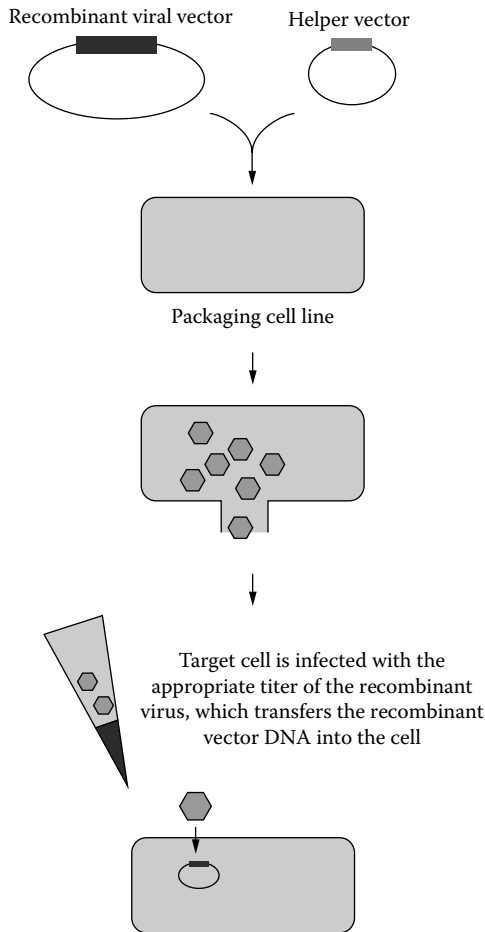 Recombinant viral vector
Helper vector
Packaging cell line
Target cell is infected with the
appropriate titer of the recombinant
virus, which transfers the recombinant
vector DNA into the cell